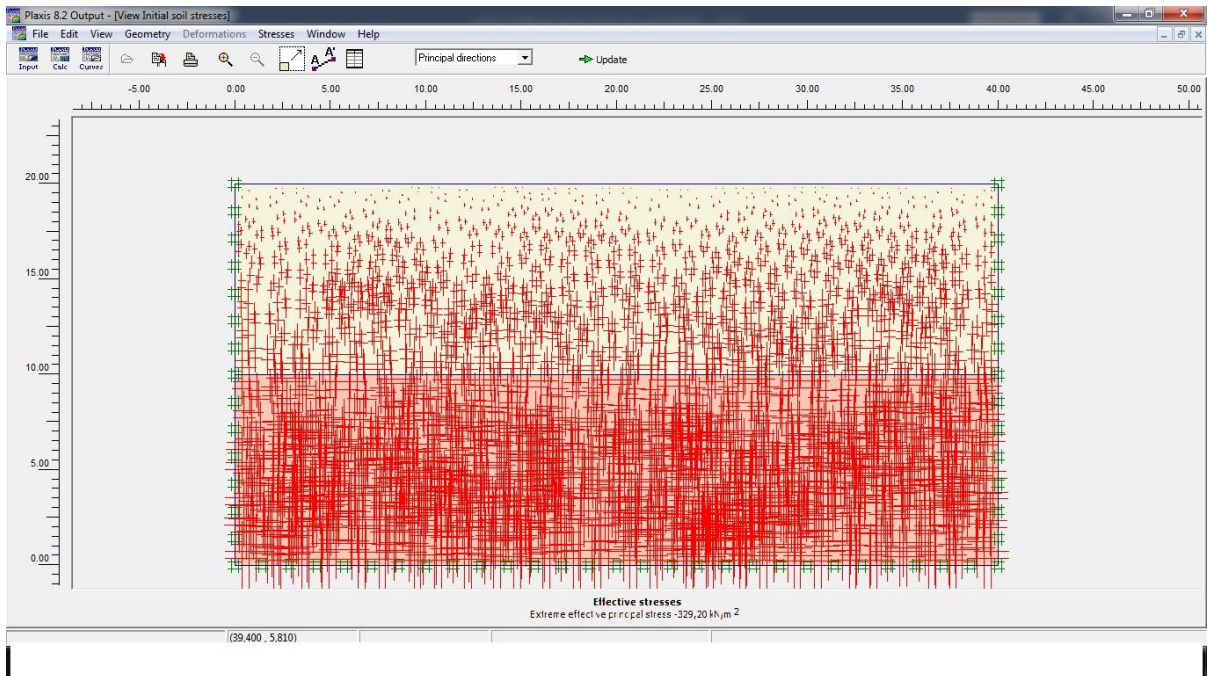 Plaxis 8.2 Output - [View Initial soil stresses]
File Edit View Geometry Deformations Stresses Window Help
Input Calc Curves A A' Principal directions Update
-5.00 0.00 5.00 10.00 15.00 20.00 25.00 30.00 35.00 40.00 45.00 50.00
20.00
15.00
10.00
5.00
0.00
Effective stresses
Extreme effective principal stress -329,20 kN/m 2
(39,400 , 5,810)